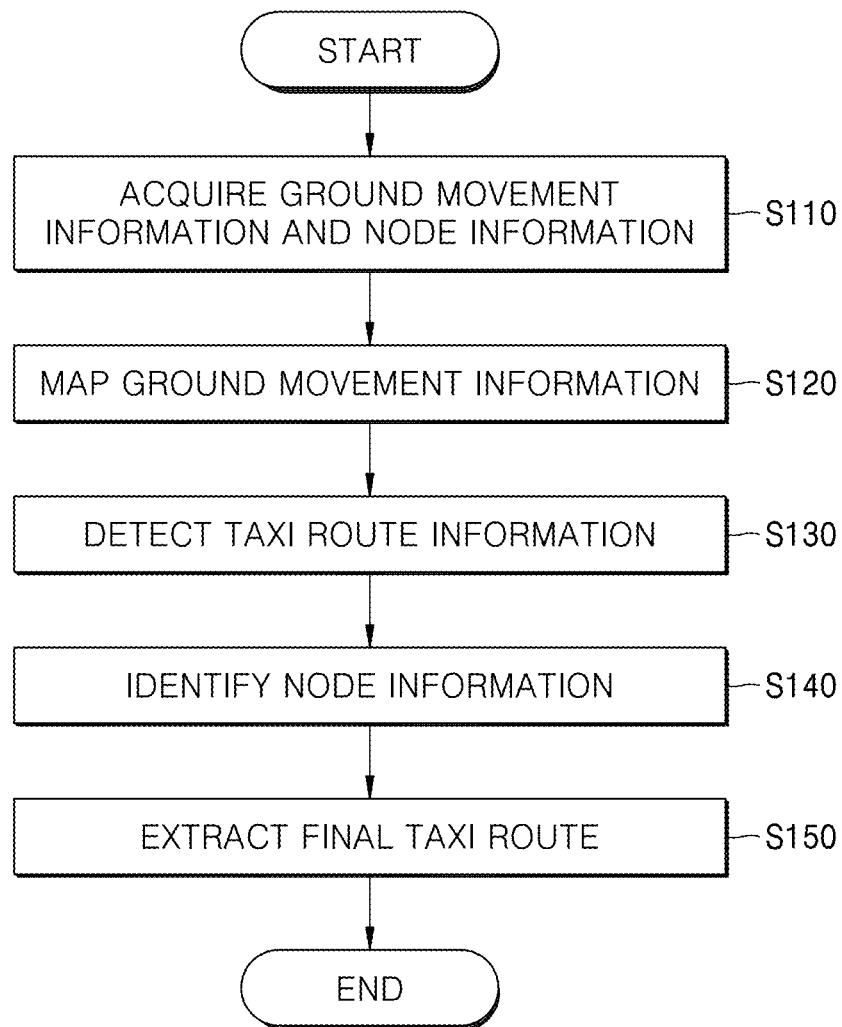 START
ACQUIRE GROUND MOVEMENT
INFORMATION AND NODE INFORMATION
S110
MAP GROUND MOVEMENT INFORMATION
S120
DETECT TAXI ROUTE INFORMATION
S130
IDENTIFY NODE INFORMATION
S140
EXTRACT FINAL TAXI ROUTE
S150
END